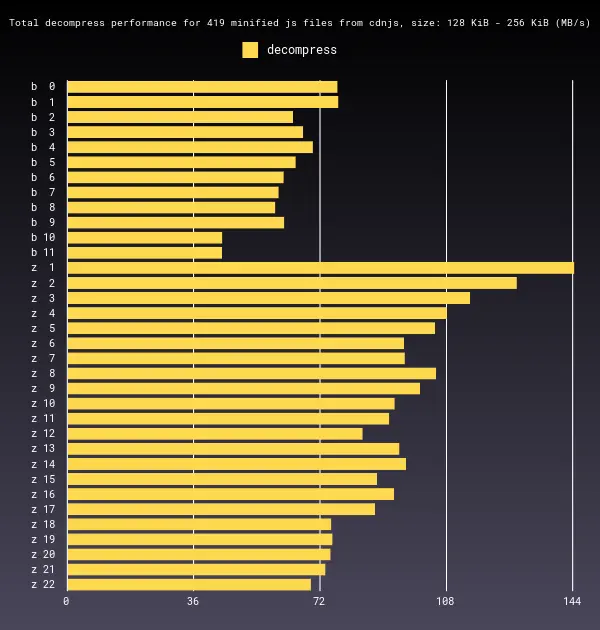 Total decompress performance for 419 minified js files from cdnjs, size: 128 KiB - 256 KiB (MB/s)
decompress
b 0
b 1
b 2
b 3
b 4
b 5
b 6
b 7
b 8
b 9
b 10
b 11
z 1
z 2
z 3
z 4
z 5
z 6
z 7
z 8
z 9
z 10
z 11
z 12
z 13
z 14
z 15
z 16
z 17
z 18
z 19
z 20
z 21
z 22
0 36 72 108 144